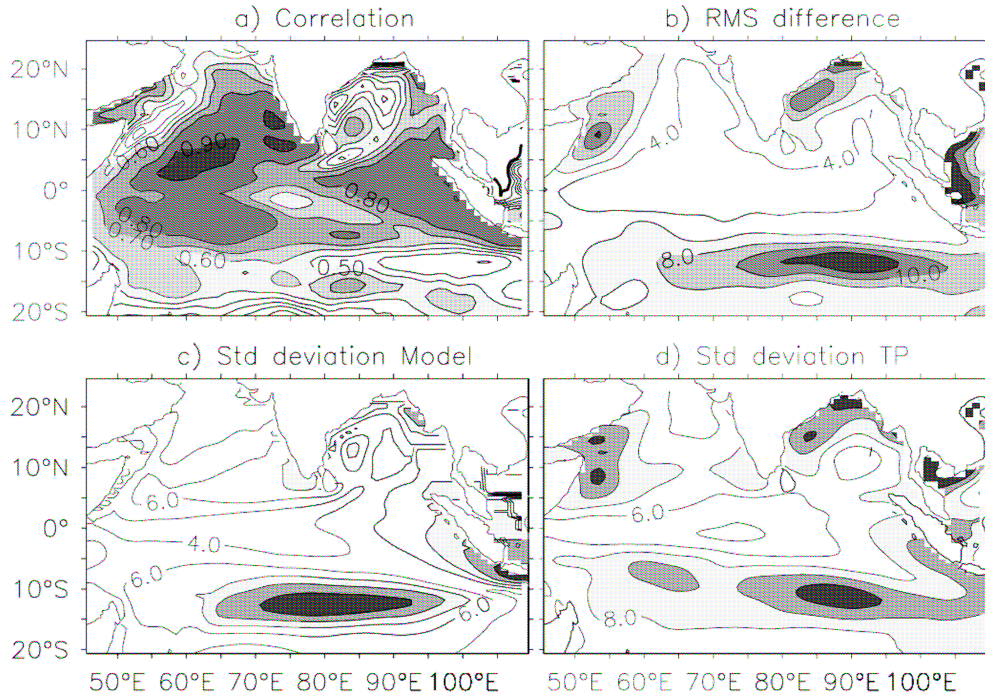 a) Correlation
b) RMS difference
20°N
10°N
0°
10°S
20°S
0.60
0.90
0.80
0.80
0.70
0.60
0.50
4.0
4.0
8.0
10.0
c) Std deviation Model
d) Std deviation TP
20°N
10°N
0°
10°S
20°S
6.0
4.0
6.0
6.0
6.0
8.0
50°E 60°E 70°E 80°E 90°E 100°E
50°E 60°E 70°E 80°E 90°E 100°E